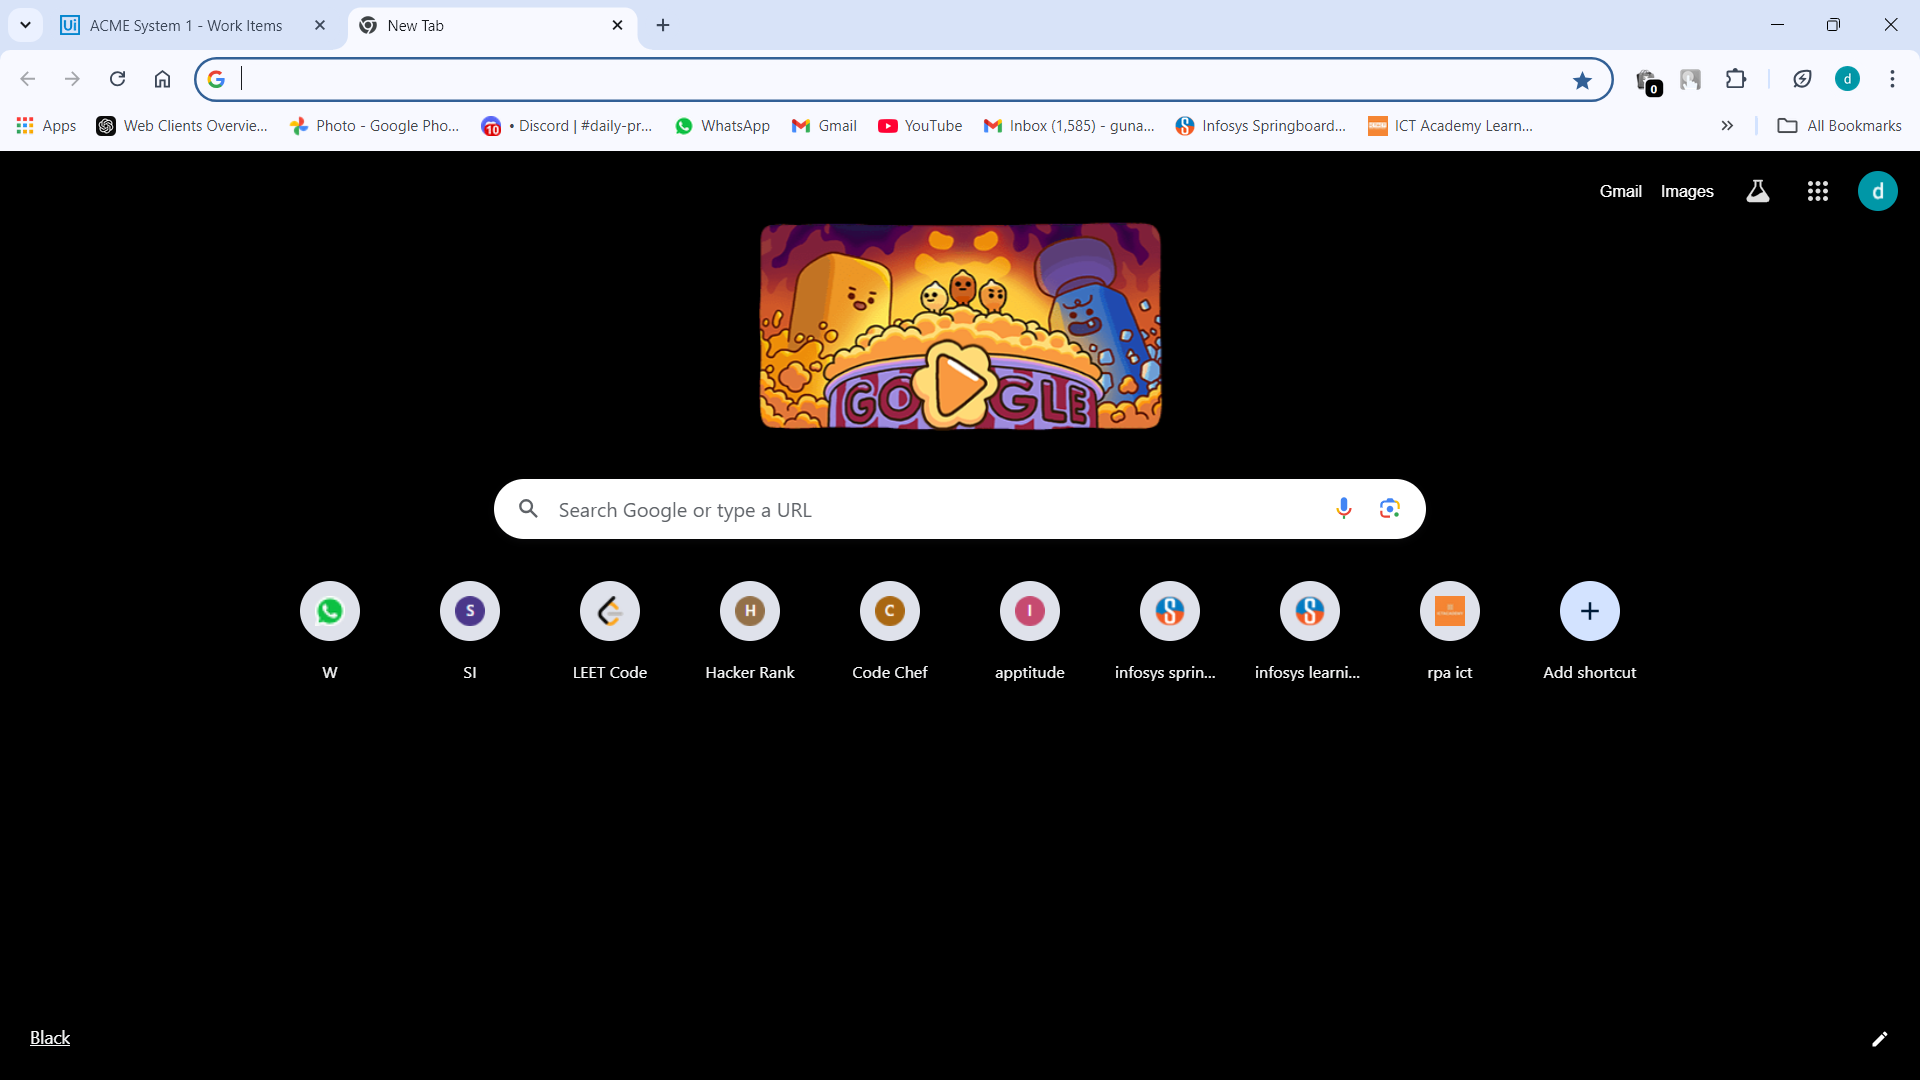 Ui ACME System 1 - Work Items
New Tab
0
d
Apps
Web Clients Overvie...
Photo - Google Pho...
10 • Discord | #daily-pr...
WhatsApp
Gmail
YouTube
Inbox (1,585) - guna...
Infosys Springboard...
ICT Academy Learn...
All Bookmarks
Gmail Images d
GOOGLE
Search Google or type a URL
S H C I
W SI LEET Code Hacker Rank Code Chef apptitude infosys sprin... infosys learni... rpa ict Add shortcut
Black